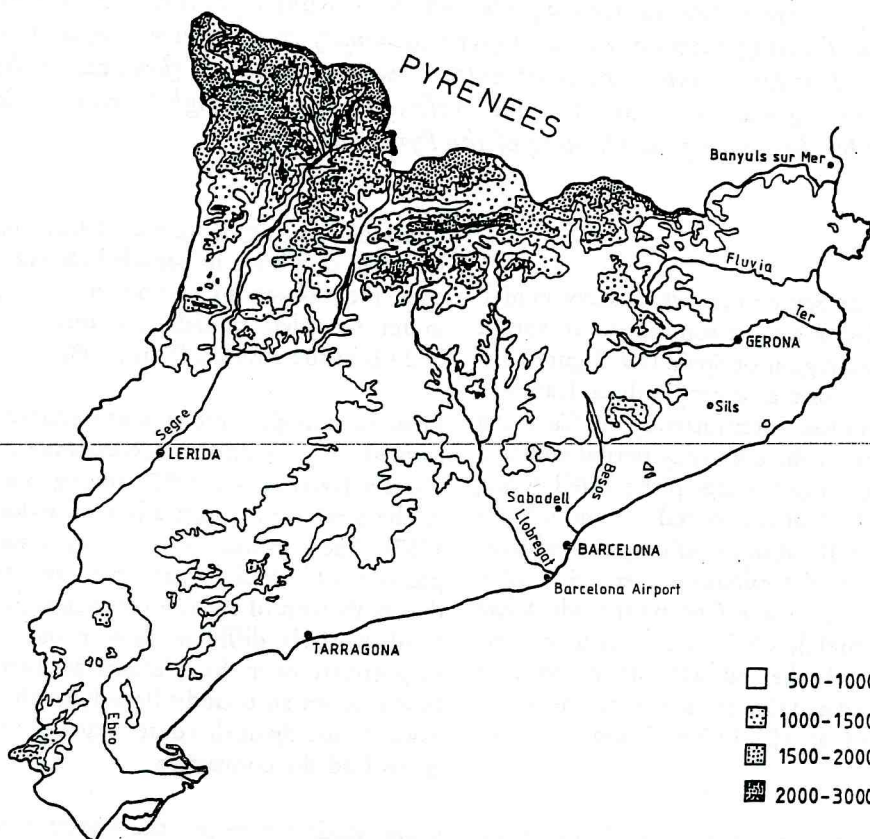 PYRENEES
Banyuls sur Mer
Fluvia
Ter
GERONA
Sils
Segre
LERIDA
Besos
Sabadell
Llobregat
BARCELONA
Barcelona Airport
TARRAGONA
Ebro
500-1000
1000-1500
1500-2000
2000-3000